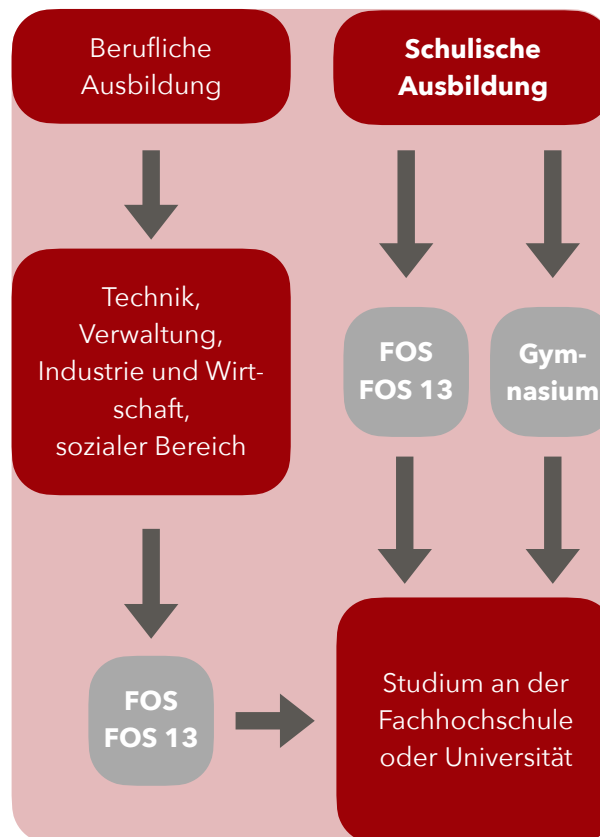 Berufliche
Ausbildung
Schulische
Ausbildung
Technik,
Verwaltung,
Industrie und Wirt-
schaft,
sozialer Bereich
FOS
FOS 13
Gym-
nasium
FOS
FOS 13
Studium an der
Fachhochschule
oder Universität